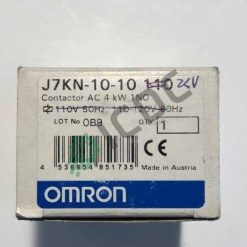 J7KN-10-10 110 24V
Contactor AC 4 kW 1NO
110V 50Hz 110-120V 60Hz
LOT No 0B9 QTY 1
4 536854 851735 Made in Austria
OMRON